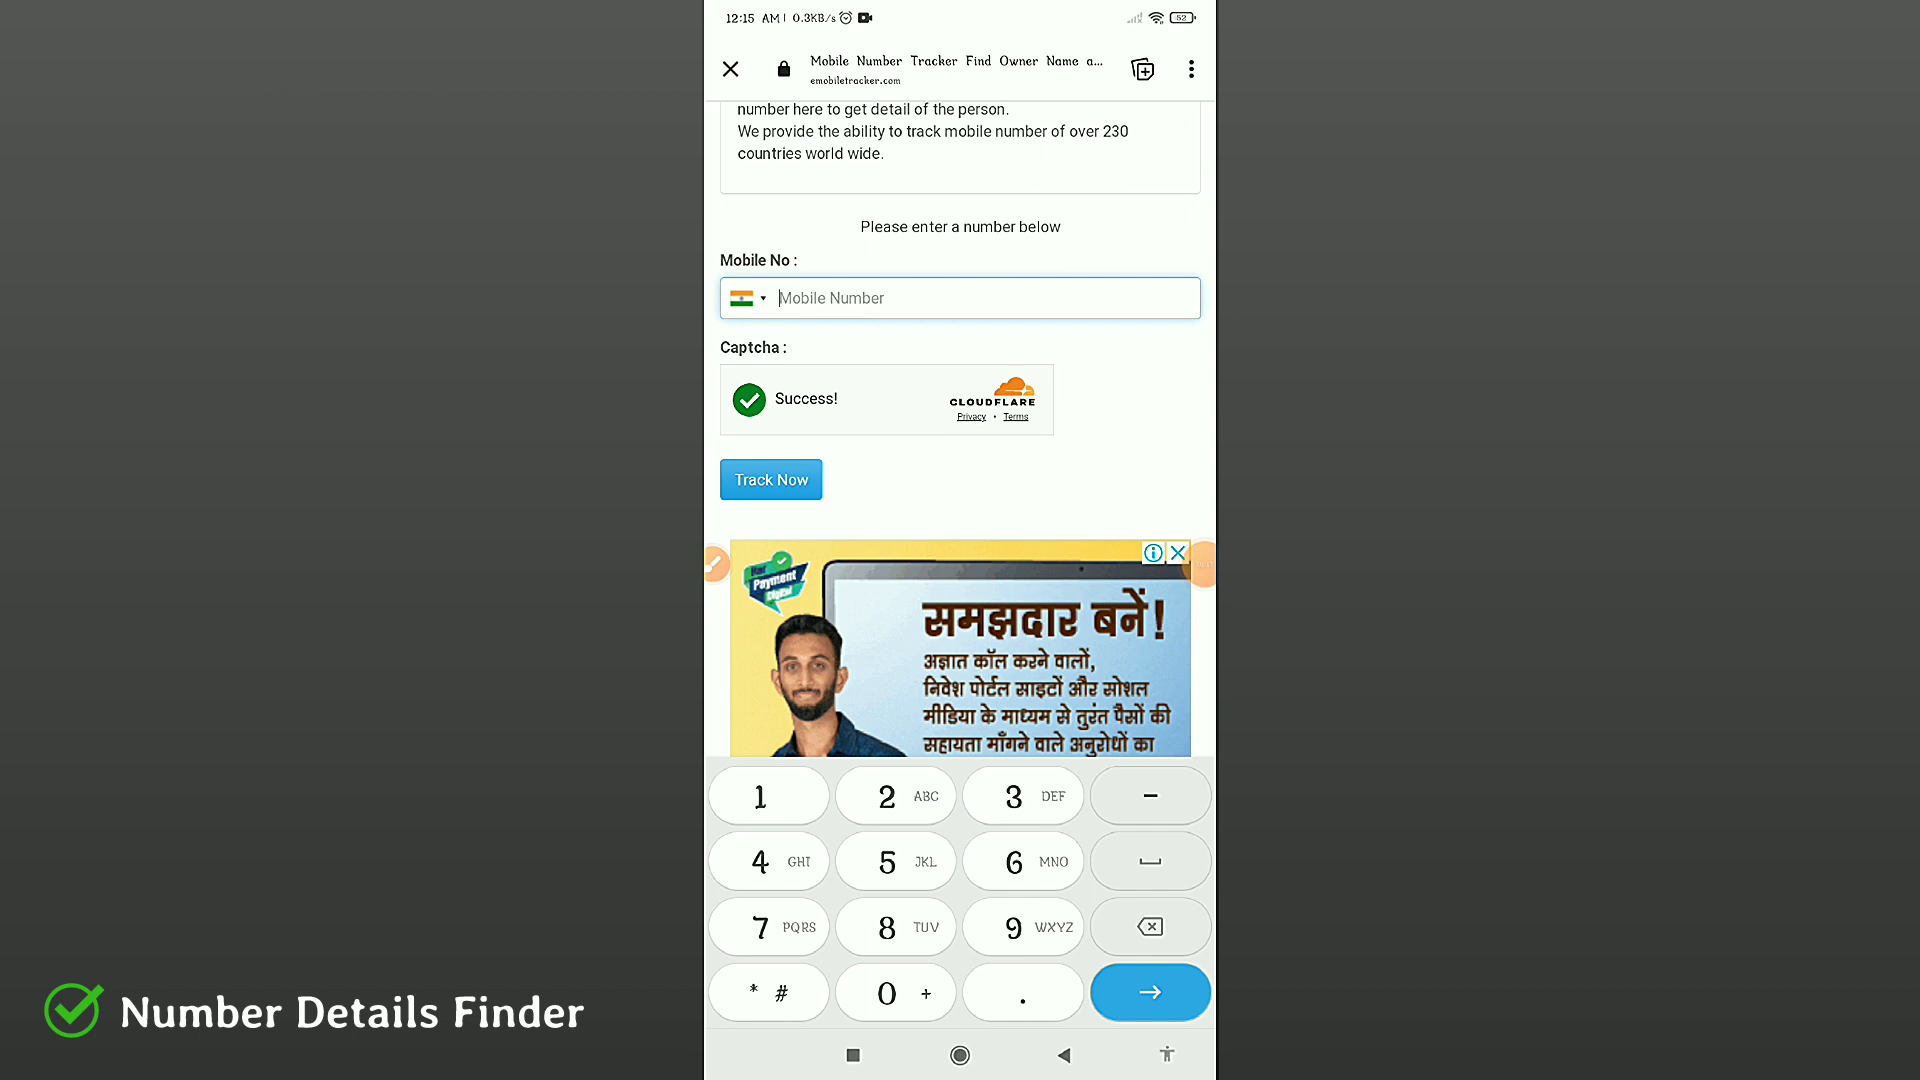 12:15 AM | 0.3KB/s
52
Mobile Number Tracker Find Owner Name a...
emobiletracker.com
number here to get detail of the person.
We provide the ability to track mobile number of over 230
countries world wide.
Please enter a number below
Mobile No :
Mobile Number
Captcha :
Success!
CLOUDFLARE
Privacy • Terms
Track Now
Har
Payment
Digital
समझदार बनें!
अज्ञात कॉल करने वालों,
निवेश पोर्टल साइटों और सोशल
मीडिया के माध्यम से तुरंत पैसों की
सहायता माँगने वाले अनुरोधों का
1
2 ABC
3 DEF
-
4 GHI
5 JKL
6 MNO
7 PQRS
8 TUV
9 WXYZ
* #
0 +
.
Number Details Finder